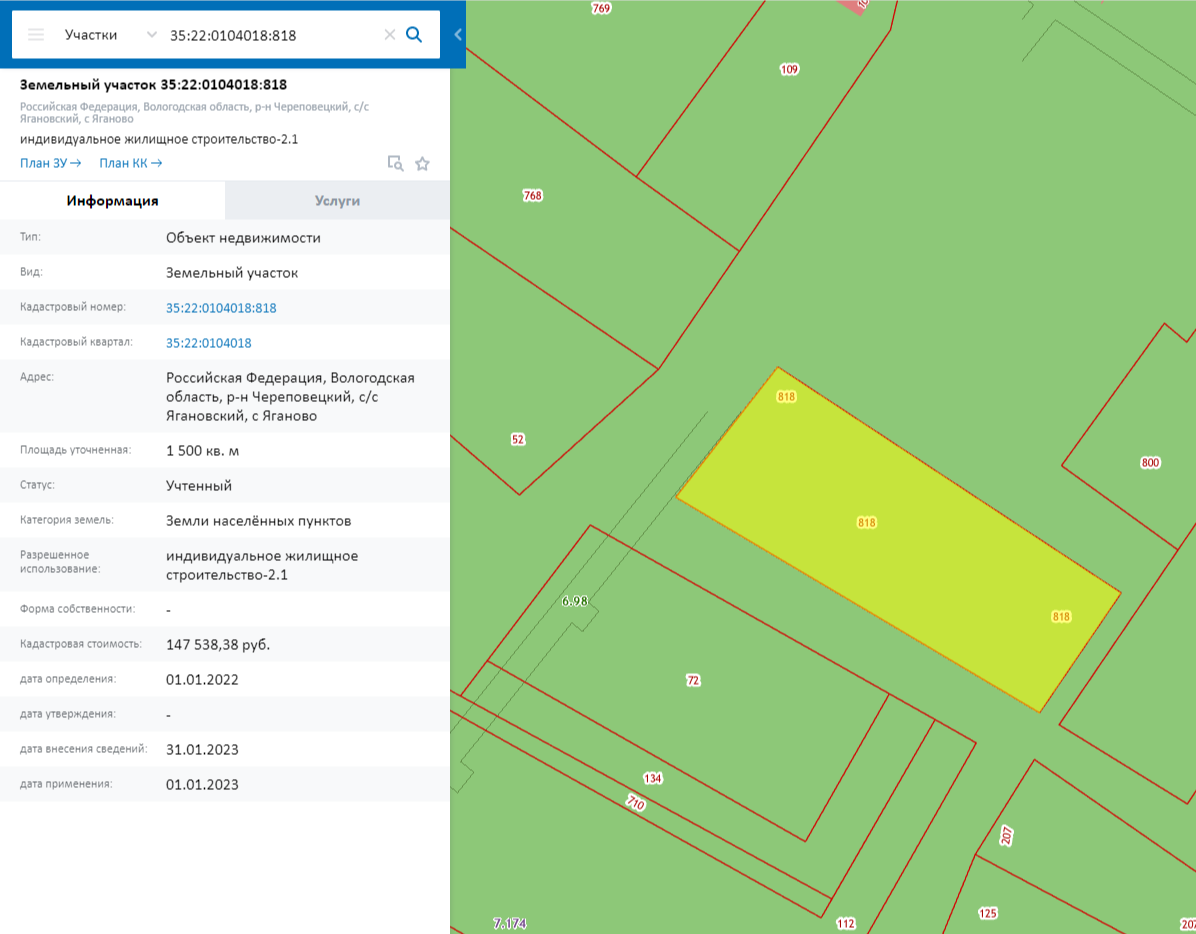 Участки
35:22:0104018:818
Земельный участок 35:22:0104018:818
Российская Федерация, Вологодская область, р-н Череповецкий, с/с
Ягановский, с Яганово
индивидуальное жилищное строительство-2.1
План ЗУ→ План КК→
Информация Услуги
Тип: Объект недвижимости
Вид: Земельный участок
Кадастровый номер: 35:22:0104018:818
Кадастровый квартал: 35:22:0104018
Адрес: Российская Федерация, Вологодская
область, р-н Череповецкий, с/с
Ягановский, с Яганово
Площадь уточненная: 1 500 кв. м
Статус: Учтенный
Категория земель: Земли населённых пунктов
Разрешенное
использование:
индивидуальное жилищное
строительство-2.1
Форма собственности: -
Кадастровая стоимость: 147 538,38 руб.
дата определения: 01.01.2022
дата утверждения: -
дата внесения сведений: 31.01.2023
дата применения: 01.01.2023
769
109
768
818
52
800
818
6.98
818
72
134
710
207
125
112
7.174